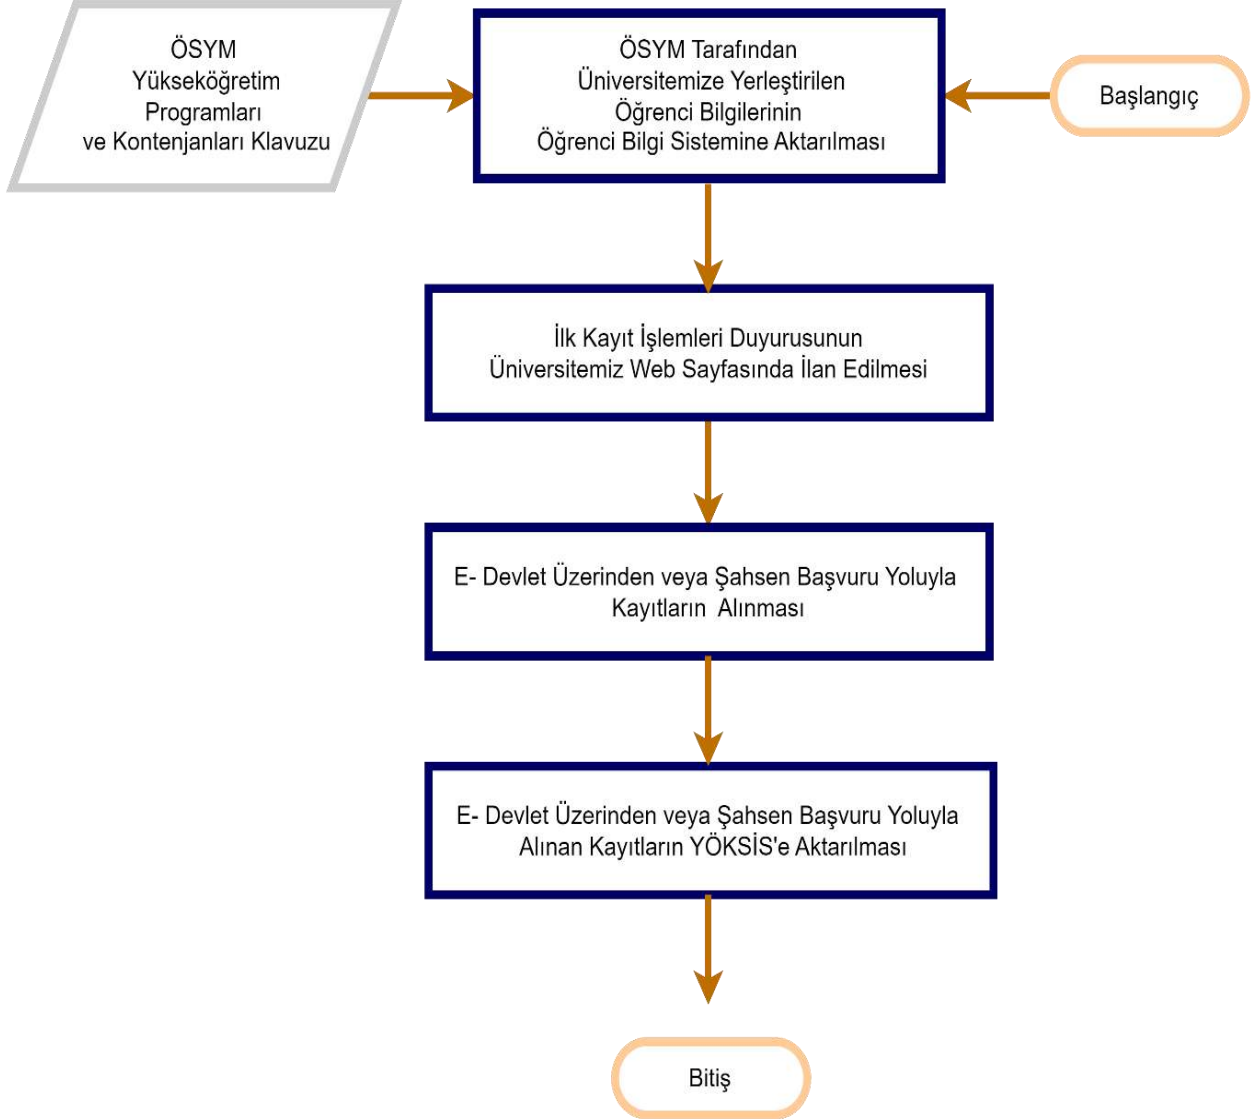 ÖSYM
Yükseköğretim
Programları
ve Kontenjanları Klavuzu
ÖSYM Tarafından
Üniversitemize Yerleştirilen
Öğrenci Bilgilerinin
Öğrenci Bilgi Sistemine Aktarılması
Başlangıç
İlk Kayıt İşlemleri Duyurusunun
Üniversitemiz Web Sayfasında İlan Edilmesi
E- Devlet Üzerinden veya Şahsen Başvuru Yoluyla
Kayıtların Alınması
E- Devlet Üzerinden veya Şahsen Başvuru Yoluyla
Alınan Kayıtların YÖKSİS'e Aktarılması
Bitiş